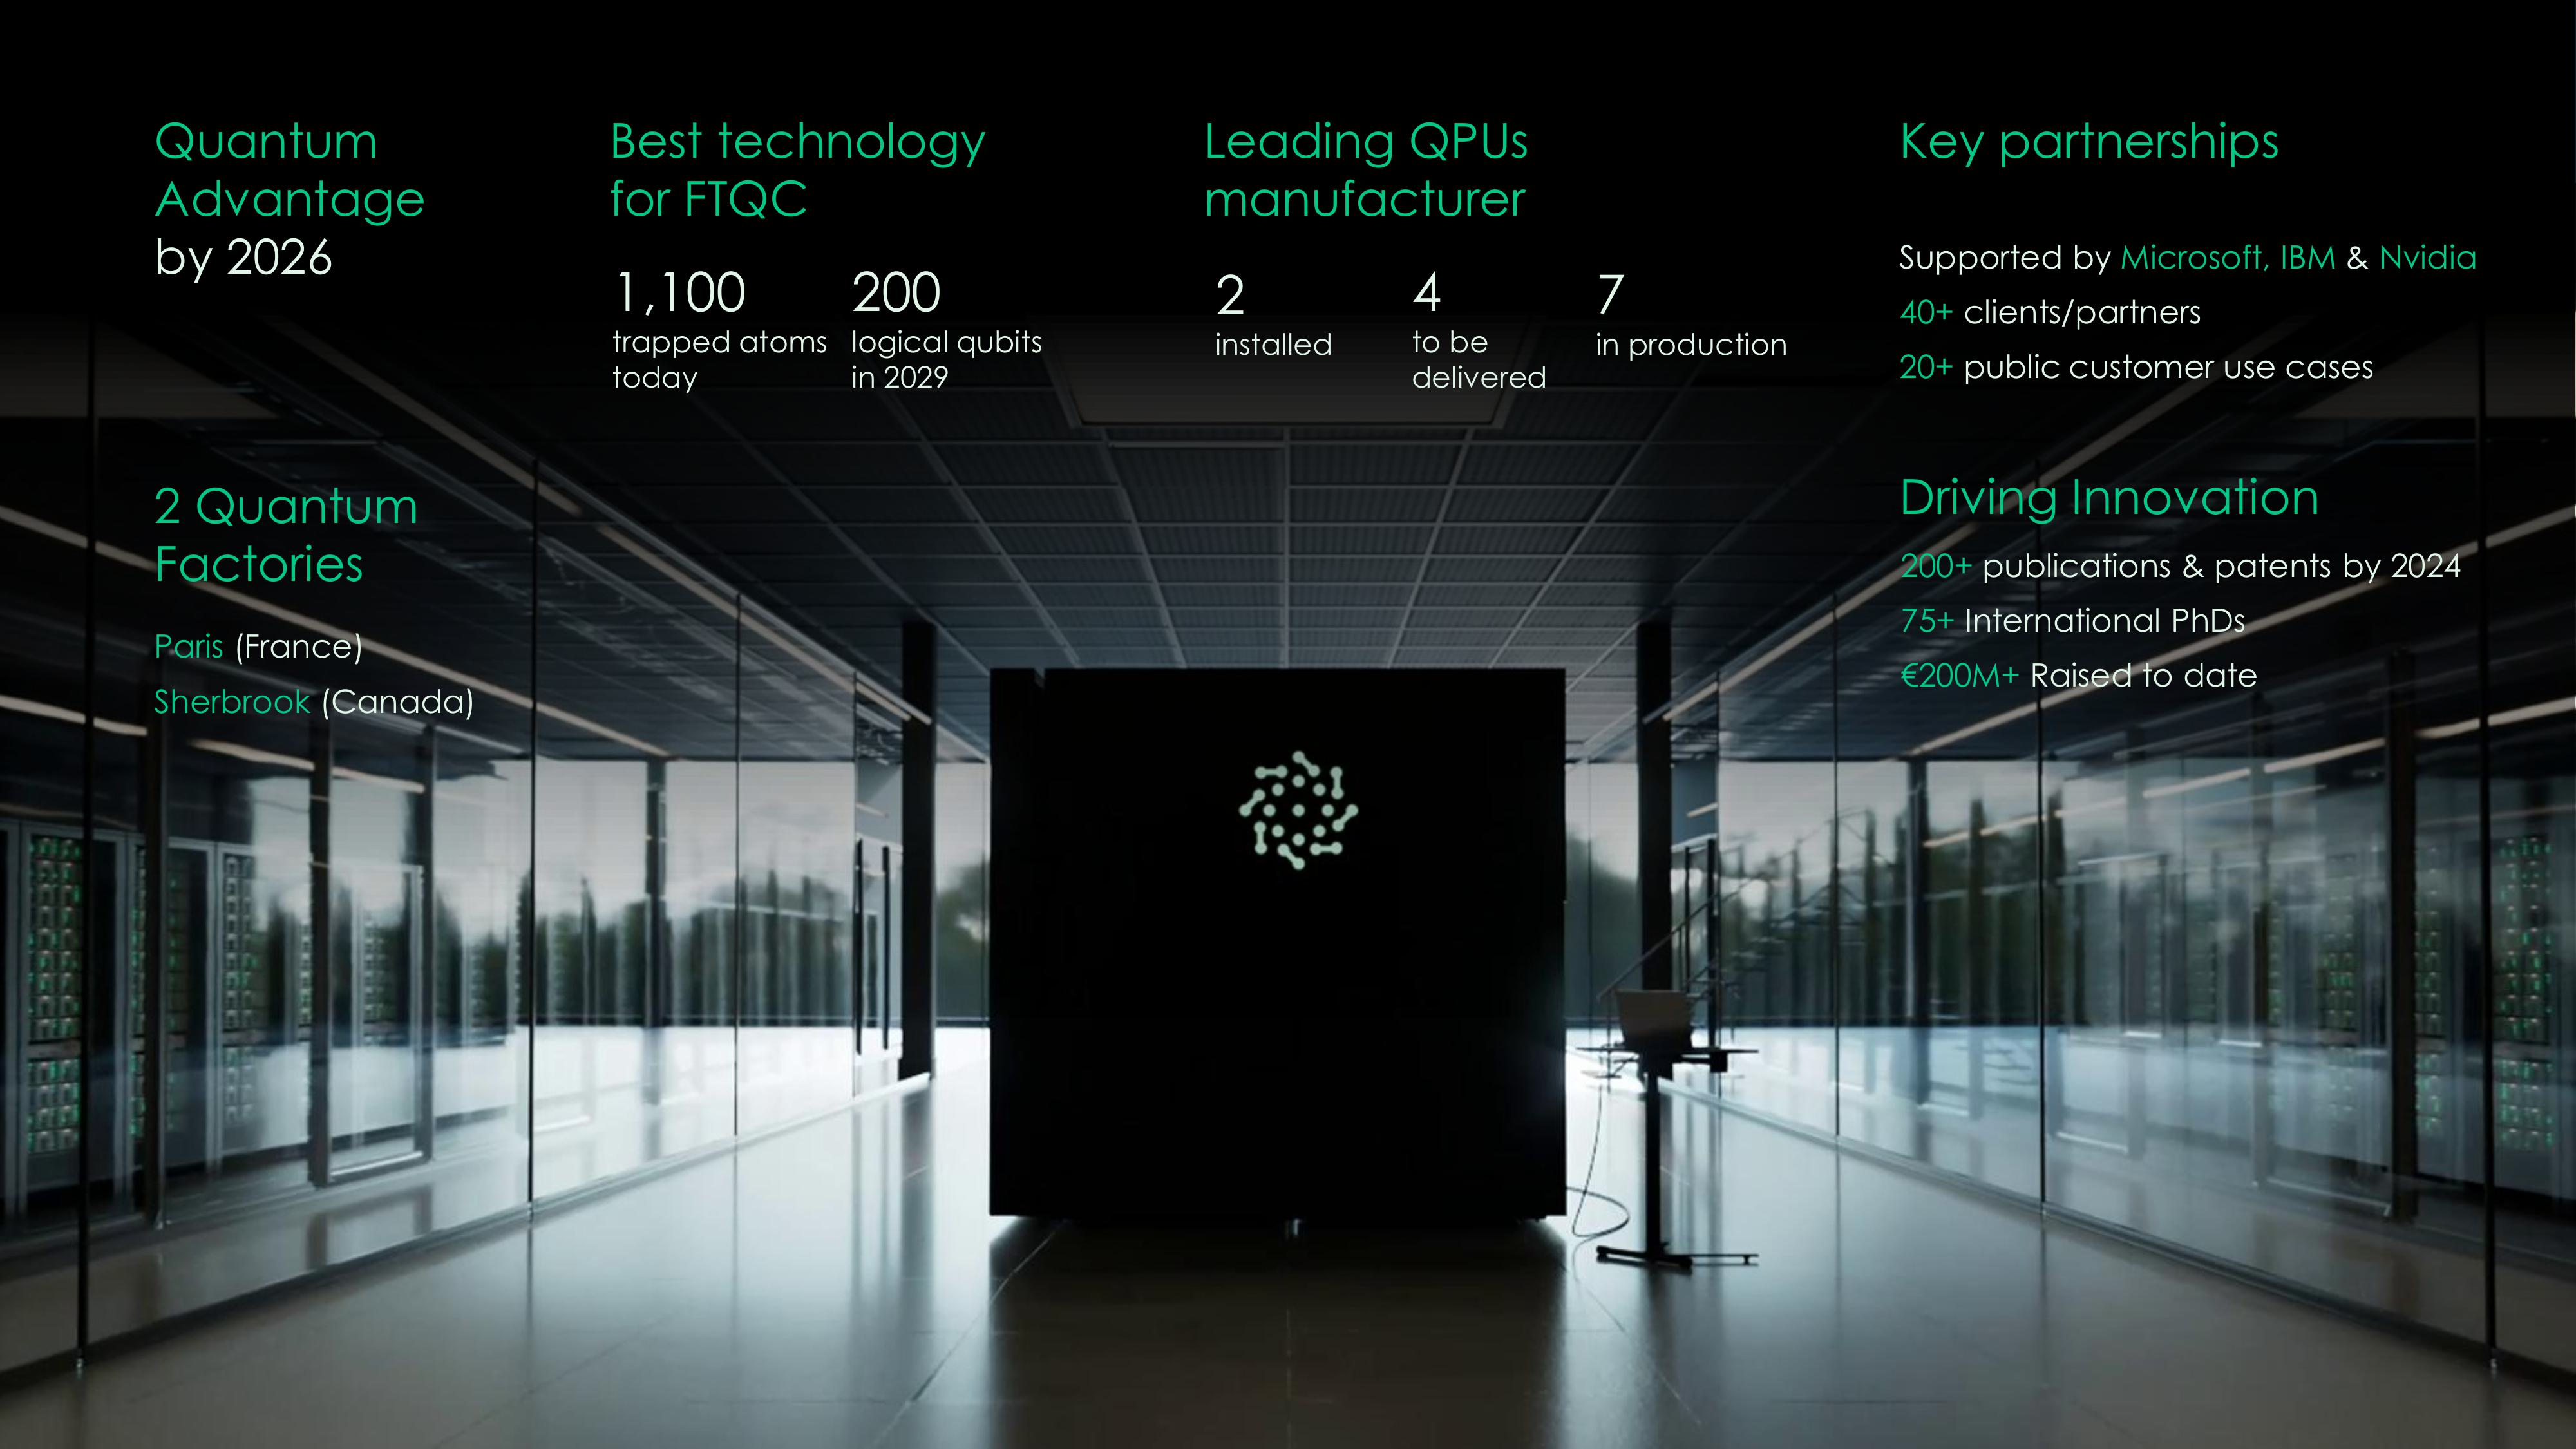 Quantum
Advantage
by 2026
Best technology
for FTQC
1,100
trapped atoms
today
200
logical qubits
in 2029
Leading QPUs
manufacturer
2
installed
4
to be
delivered
7
in production
Key partnerships
Supported by Microsoft, IBM & Nvidia
40+ clients/partners
20+ public customer use cases
2 Quantum
Factories
Paris (France)
Sherbrook (Canada)
Driving Innovation
200+ publications & patents by 2024
75+ International PhDs
€200M+ Raised to date